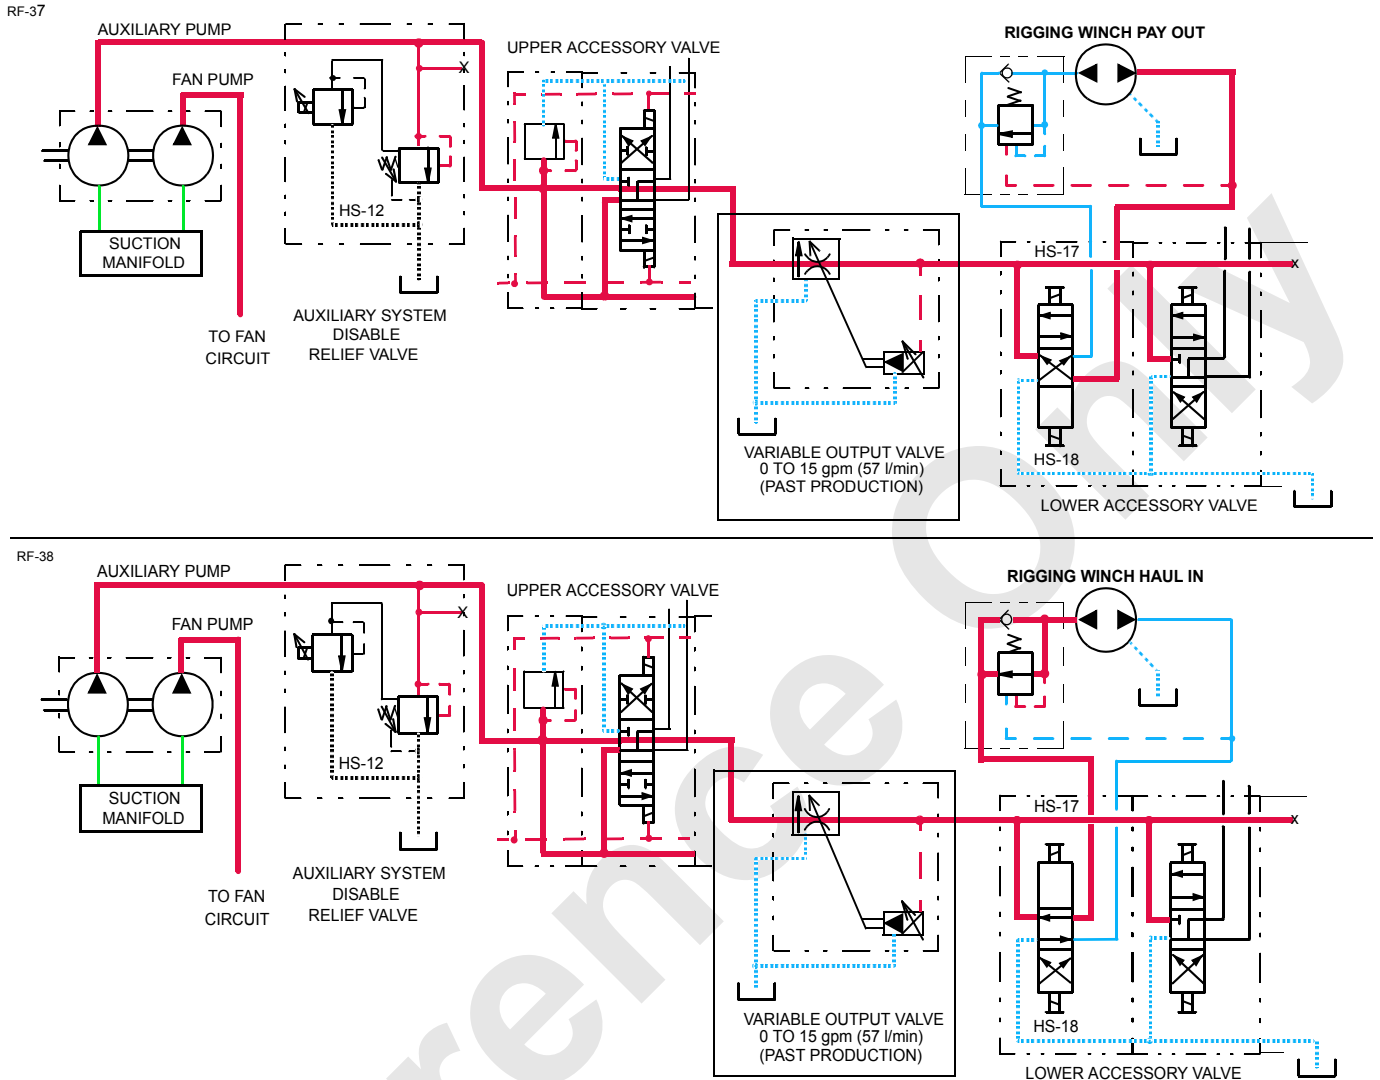 RF-37
AUXILIARY PUMP
FAN PUMP
SUCTION
MANIFOLD
TO FAN
CIRCUIT
X
HS-12
AUXILIARY SYSTEM
DISABLE
RELIEF VALVE
UPPER ACCESSORY VALVE
VARIABLE OUTPUT VALVE
0 TO 15 gpm (57 l/min)
(PAST PRODUCTION)
RIGGING WINCH PAY OUT
HS-17
X
HS-18
LOWER ACCESSORY VALVE
RF-38
AUXILIARY PUMP
FAN PUMP
SUCTION
MANIFOLD
TO FAN
CIRCUIT
X
HS-12
AUXILIARY SYSTEM
DISABLE
RELIEF VALVE
UPPER ACCESSORY VALVE
VARIABLE OUTPUT VALVE
0 TO 15 gpm (57 l/min)
(PAST PRODUCTION)
RIGGING WINCH HAUL IN
HS-17
X
HS-18
LOWER ACCESSORY VALVE
rence Only